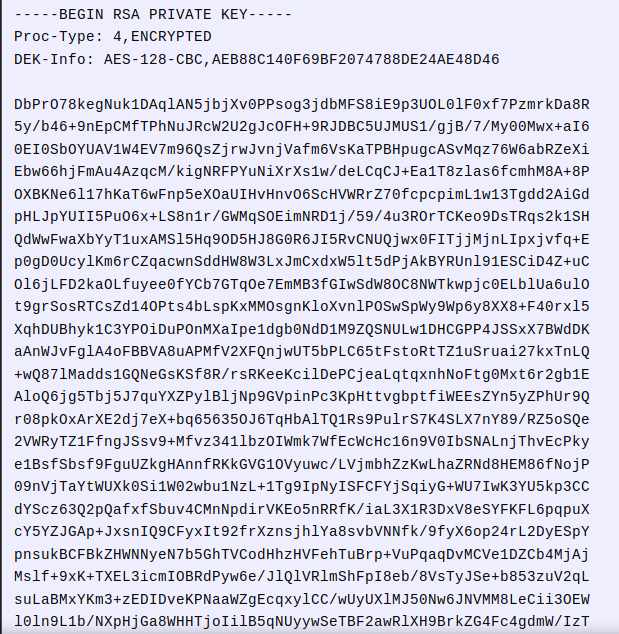 -----BEGIN RSA PRIVATE KEY-----
Proc-Type: 4,ENCRYPTED
DEK-Info: AES-128-CBC,AEB88C140F69BF2074788DE24AE48D46

DbPrO78kegNuk1DAqlAN5jbjXv0PPsog3jdbMFS8iE9p3UOL0lF0xf7PzmrkDa8R
5y/b46+9nEpCMfTPhNuJRcW2U2gJcOFH+9RJDBC5UJMUS1/gjB/7/My00Mwx+aI6
0EI0SbOYUAV1W4EV7m96QsZjrwJvnjVafm6VsKaTPBHpugcASvMqz76W6abRZeXi
Ebw66hjFmAu4AzqcM/kigNRFPYuNiXrXs1w/deLCqCJ+Ea1T8zlas6fcmhM8A+8P
OXBKNe6l17hKaT6wFnp5eXOaUIHvHnvO6ScHVWRrZ70fcpcpimL1w13Tgdd2AiGd
pHLJpYUII5PuO6x+LS8n1r/GWMqSOEimNRD1j/59/4u3ROrTCKeo9DsTRqs2k1SH
QdWwFwaXbYyT1uxAMSl5Hq9OD5HJ8G0R6JI5RvCNUQjwx0FITjjMjnLIpxjvfq+E
p0gD0UcylKm6rCZqacwnSddHW8W3LxJmCxdxW5lt5dPjAkBYRUnl91ESCiD4Z+uC
Ol6jLFD2kaOLfuyee0fYCb7GTqOe7EmMB3fGIwSdW8OC8NWTkwpjc0ELblUa6ulO
t9grSosRTCsZd14OPts4bLspKxMMOsgnKloXvnlPOSwSpWy9Wp6y8XX8+F40rxl5
XqhDUBhyk1C3YPOiDuPOnMXaIpe1dgb0NdD1M9ZQSNULw1DHCGPP4JSSxX7BWdDK
aAnWJvFglA4oFBBVA8uAPMfV2XFQnjwUT5bPLC65tFstoRtTZ1uSruai27kxTnLQ
+wQ87lMadds1GQNeGsKSf8R/rsRKeeKcilDePCjeaLqtqxnhNoFtg0Mxt6r2gb1E
AloQ6jg5Tbj5J7quYXZPylBljNp9GVpinPc3KpHttvgbptfiWEEsZYn5yZPhUr9Q
r08pkOxArXE2dj7eX+bq65635OJ6TqHbAlTQ1Rs9PulrS7K4SLX7nY89/RZ5oSQe
2VWRyTZ1FfngJSsv9+Mfvz341lbzOIWmk7WfEcWcHc16n9V0IbSNALnjThvEcPky
e1BsfSbsf9FguUZkgHAnnfRKkGVG1OVyuwc/LVjmbhZzKwLhaZRNd8HEM86fNojP
09nVjTaYtWUXk0Si1W02wbu1NzL+1Tg9IpNyISFCFYjSqiyG+WU7IwK3YU5kp3CC
dYScz63Q2pQafxfSbuv4CMnNpdirVKEo5nRRfK/iaL3X1R3DxV8eSYFKFL6pqpuX
cY5YZJGAp+JxsnIQ9CFyxIt92frXznsjhlYa8svbVNNfk/9fyX6op24rL2DyESpY
pnsukBCFBkZHWNNyeN7b5GhTVCodHhzHVFehTuBrp+VuPqaqDvMCVe1DZCb4MjAj
Mslf+9xK+TXEL3icmIOBRdPyw6e/JlQlVRlmShFpI8eb/8VsTyJSe+b853zuV2qL
suLaBMxYKm3+zEDIDveKPNaaWZgEcqxylCC/wUyUXlMJ50Nw6JNVMM8LeCii3OEW
l0ln9L1b/NXpHjGa8WHHTjoIilB5qNUyywSeTBF2awRlXH9BrkZG4Fc4gdmW/IzT